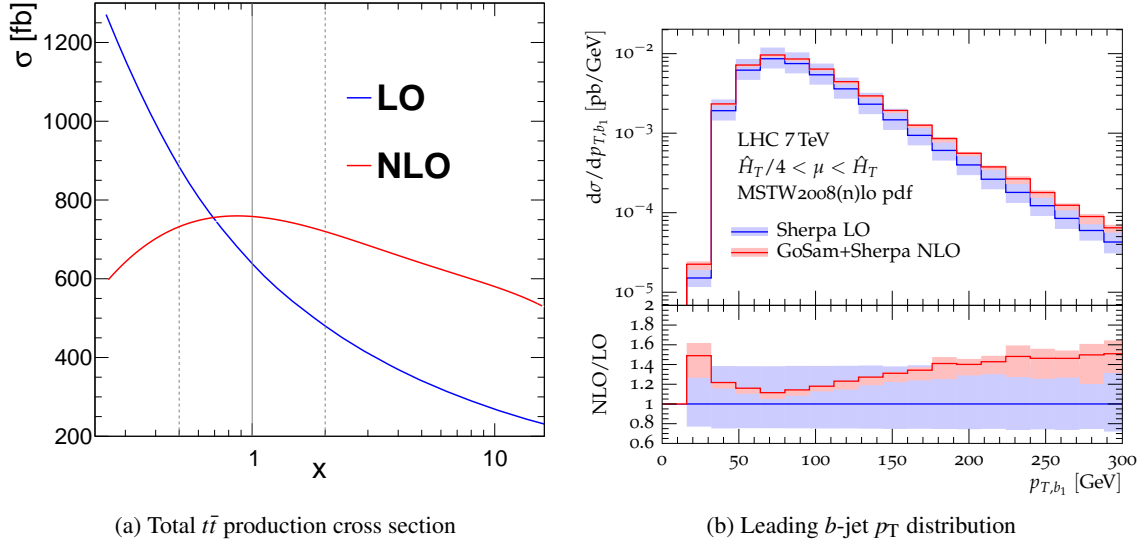 σ [fb]
1200
1000
800
600
400
200
1
10
x
LO
NLO
(a) Total tt̄ production cross section
dσ/dp_{T,b_1} [pb/GeV]
10^{-2}
10^{-3}
10^{-4}
10^{-5}
LHC 7 TeV
Ĥ_T/4 < μ < Ĥ_T
MSTW2008(n)lo pdf
Sherpa LO
GoSam+Sherpa NLO
NLO/LO
2
1.8
1.6
1.4
1.2
1
0.8
0.6
0
50
100
150
200
250
300
p_{T,b_1} [GeV]
(b) Leading b-jet p_T distribution